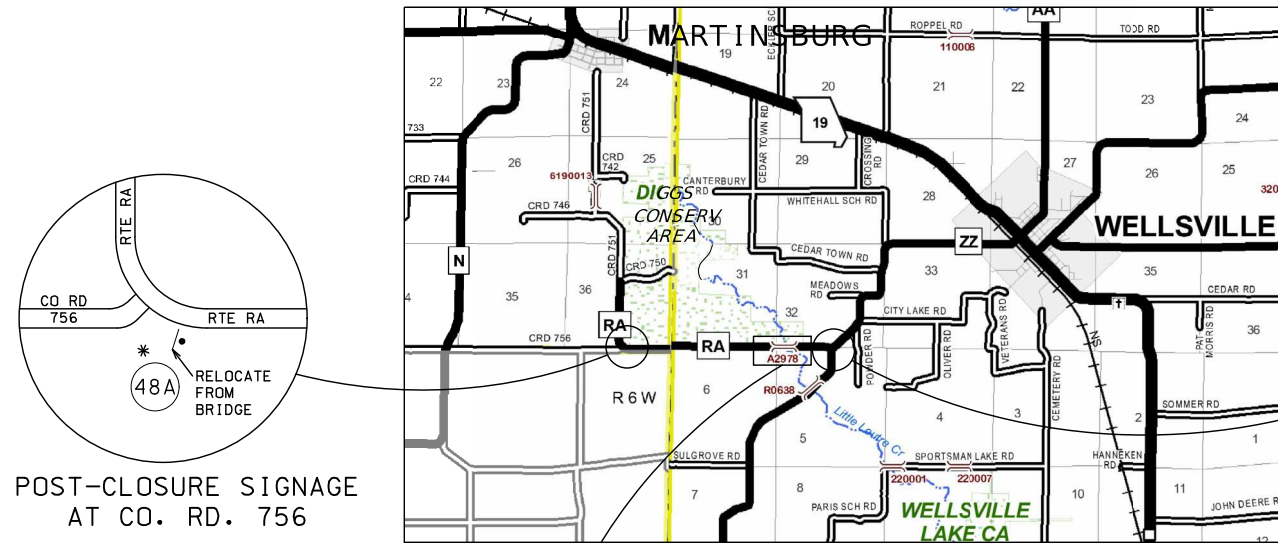 RTE RA
CO RD
756
RTE RA
*
48A
RELOCATE
FROM
BRIDGE
POST-CLOSURE SIGNAGE
AT CO. RD. 756
MARTINSBURG
19
ROPPEL RD
110006
AA
TODD RD
22
23
24
CRD 751
20
21
22
23
24
19
733
26
CRD 742
25
CEDAR TOWN RD
29
CROSSING RD
27
26
25
CRD 744
6190013
CANTERBURY RD
28
320
DIGGS
CONSERV
AREA
30
WHITEHALL SCH RD
CRD 746
WELLSVILLE
N
CRD 751
CRD 750
CEDAR TOWN RD
ZZ
31
33
35
35
36
MEADOWS RD
32
CITY LAKE RD
CEDAR RD
RA
VETERANS RD
PAT MORRIS RD
36
CRD 756
RA
A2978
POWDER RD
OLIVER RD
NS
R6W
6
R0638
CEMETERY RD
SOMMER RD
5
Little Loutre Cr
4
3
2
1
SULGROVE RD
SPORTSMAN LAKE RD
HANNEKEN RD
220001
220007
7
8
10
11
PARIS SCH RD
WELLSVILLE
LAKE CA
JOHN DEERE R